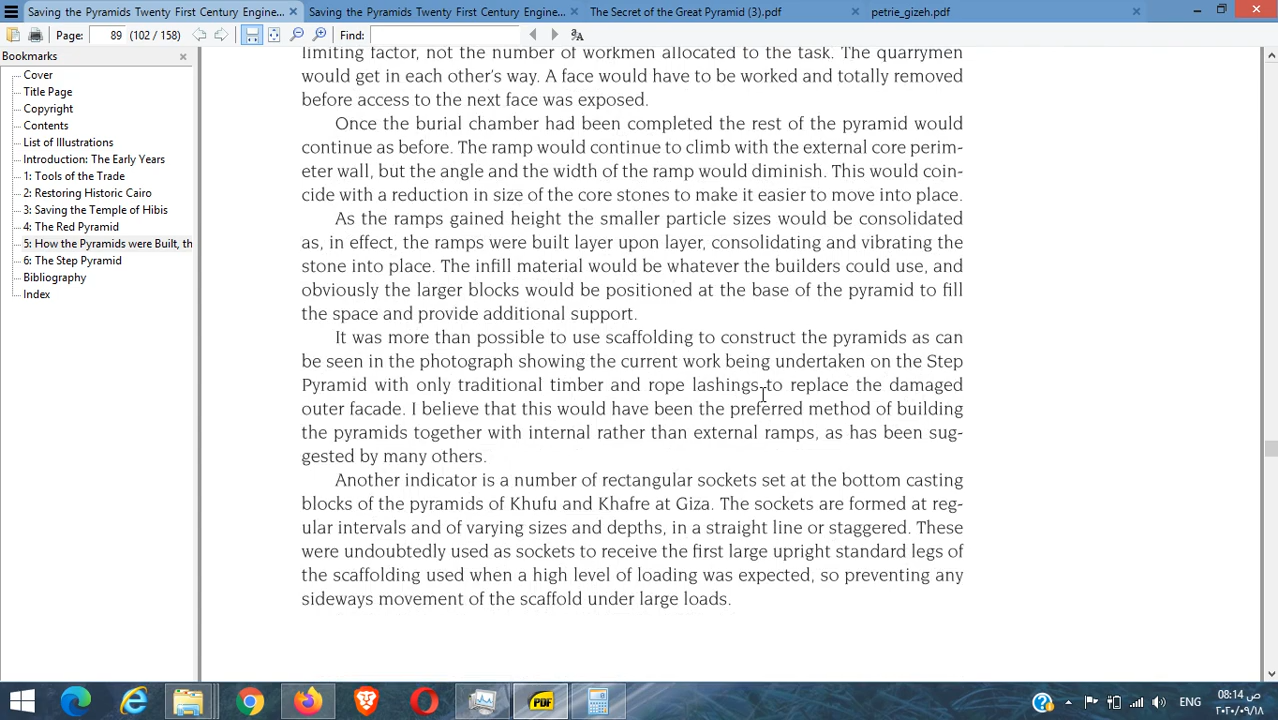 Saving the Pyramids Twenty First Century Engine...
Saving the Pyramids Twenty First Century Engine...
The Secret of the Great Pyramid (3).pdf
petrie_gizeh.pdf
Page: 89 (102 / 158)
Find:
Bookmarks
Cover
Title Page
Copyright
Contents
List of Illustrations
Introduction: The Early Years
1: Tools of the Trade
2: Restoring Historic Cairo
3: Saving the Temple of Hibis
4: The Red Pyramid
5: How the Pyramids were Built, th
6: The Step Pyramid
Bibliography
Index
limiting factor, not the number of workmen allocated to the task. The quarrymen
would get in each other's way. A face would have to be worked and totally removed
before access to the next face was exposed.
Once the burial chamber had been completed the rest of the pyramid would
continue as before. The ramp would continue to climb with the external core perim-
eter wall, but the angle and the width of the ramp would diminish. This would coin-
cide with a reduction in size of the core stones to make it easier to move into place.
As the ramps gained height the smaller particle sizes would be consolidated
as, in effect, the ramps were built layer upon layer, consolidating and vibrating the
stone into place. The infill material would be whatever the builders could use, and
obviously the larger blocks would be positioned at the base of the pyramid to fill
the space and provide additional support.
It was more than possible to use scaffolding to construct the pyramids as can
be seen in the photograph showing the current work being undertaken on the Step
Pyramid with only traditional timber and rope lashings to replace the damaged
outer facade. I believe that this would have been the preferred method of building
the pyramids together with internal rather than external ramps, as has been sug-
gested by many others.
Another indicator is a number of rectangular sockets set at the bottom casting
blocks of the pyramids of Khufu and Khafre at Giza. The sockets are formed at reg-
ular intervals and of varying sizes and depths, in a straight line or staggered. These
were undoubtedly used as sockets to receive the first large upright standard legs of
the scaffolding used when a high level of loading was expected, so preventing any
sideways movement of the scaffold under large loads.
PDF
ENG
08:14 ص
٢٠٢٠/٠٩/١٨